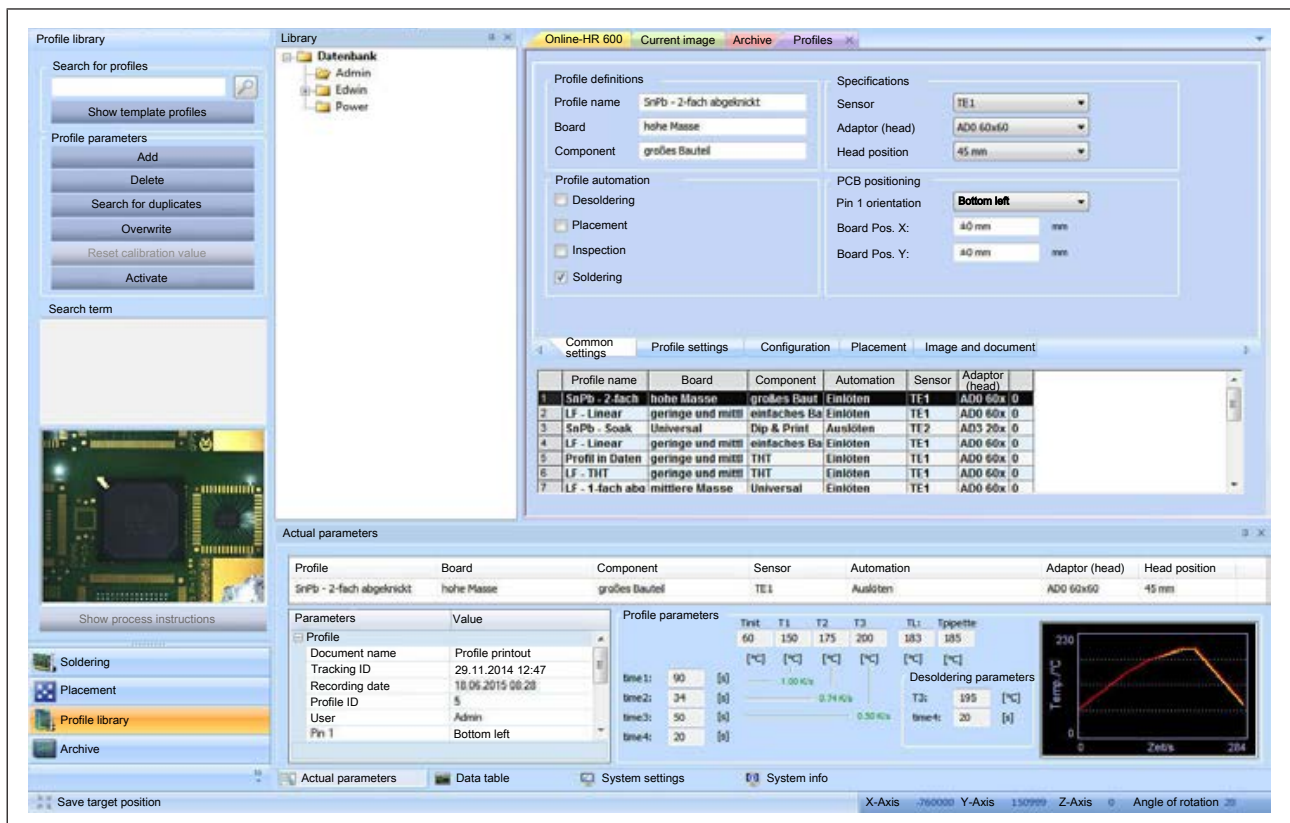 Profile library
Search for profiles
Show template profiles
Profile parameters
Add
Delete
Search for duplicates
Overwrite
Reset calibration value
Activate
Search term
Show process instructions
Soldering
Placement
Profile library
Archive
Library
Datenbank
Admin
Edwin
Power
Online-HR 600 Current image Archive Profiles
Profile definitions
Profile name SnPb - 2-fach abgeknickt
Board hohe Masse
Component großes Bauteil
Specifications
Sensor TE1
Adaptor (head) AD0 60x60
Head position 45 mm
Profile automation
Desoldering
Placement
Inspection
Soldering
PCB positioning
Pin 1 orientation Bottom left
Board Pos. X: 40 mm mm
Board Pos. Y: 40 mm mm
Common settings Profile settings Configuration Placement Image and document
Profile name Board Component Automation Sensor Adaptor (head)
1 SnPb - 2-fach hohe Masse großes Baut Einlöten TE1 AD0 60x 0
2 LF - Linear geringe und mittl einfaches Ba Einlöten TE1 AD0 60x 0
3 SnPb - Soak Universal Dip & Print Auslöten TE2 AD3 20x 0
4 LF - Linear geringe und mittl einfaches Ba Einlöten TE1 AD0 60x 0
5 Profil in Daten geringe und mittl THT Einlöten TE1 AD0 60x 0
6 LF - THT geringe und mittl THT Einlöten TE1 AD0 60x 0
7 LF - 1-fach abg mittlere Masse Universal Einlöten TE1 AD0 60x 0
Actual parameters
Profile Board Component Sensor Automation Adaptor (head) Head position
SnPb - 2-fach abgeknickt hohe Masse großes Bauteil TE1 Auslöten AD0 60x60 45 mm
Parameters Value
Profile
Document name Profile printout
Tracking ID 29.11.2014 12:47
Recording date 18.06.2015 08:28
Profile ID 5
User Admin
Pin 1 Bottom left
Profile parameters
Tinit T1 T2 T3 TL: Tpipette
60 150 175 200 183 185
[°C] [°C] [°C] [°C] [°C] [°C]
time1: 90 [s] 1.00 K/s
time2: 34 [s] 0.74 K/s
time3: 50 [s] 0.50 K/s
time4: 20 [s]
Desoldering parameters
T3: 195 [°C]
time4: 20 [s]
230
Temp./°C
0
0 Zeit/s 284
Actual parameters Data table System settings System info
Save target position
X-Axis -760000 Y-Axis 150999 Z-Axis 0 Angle of rotation